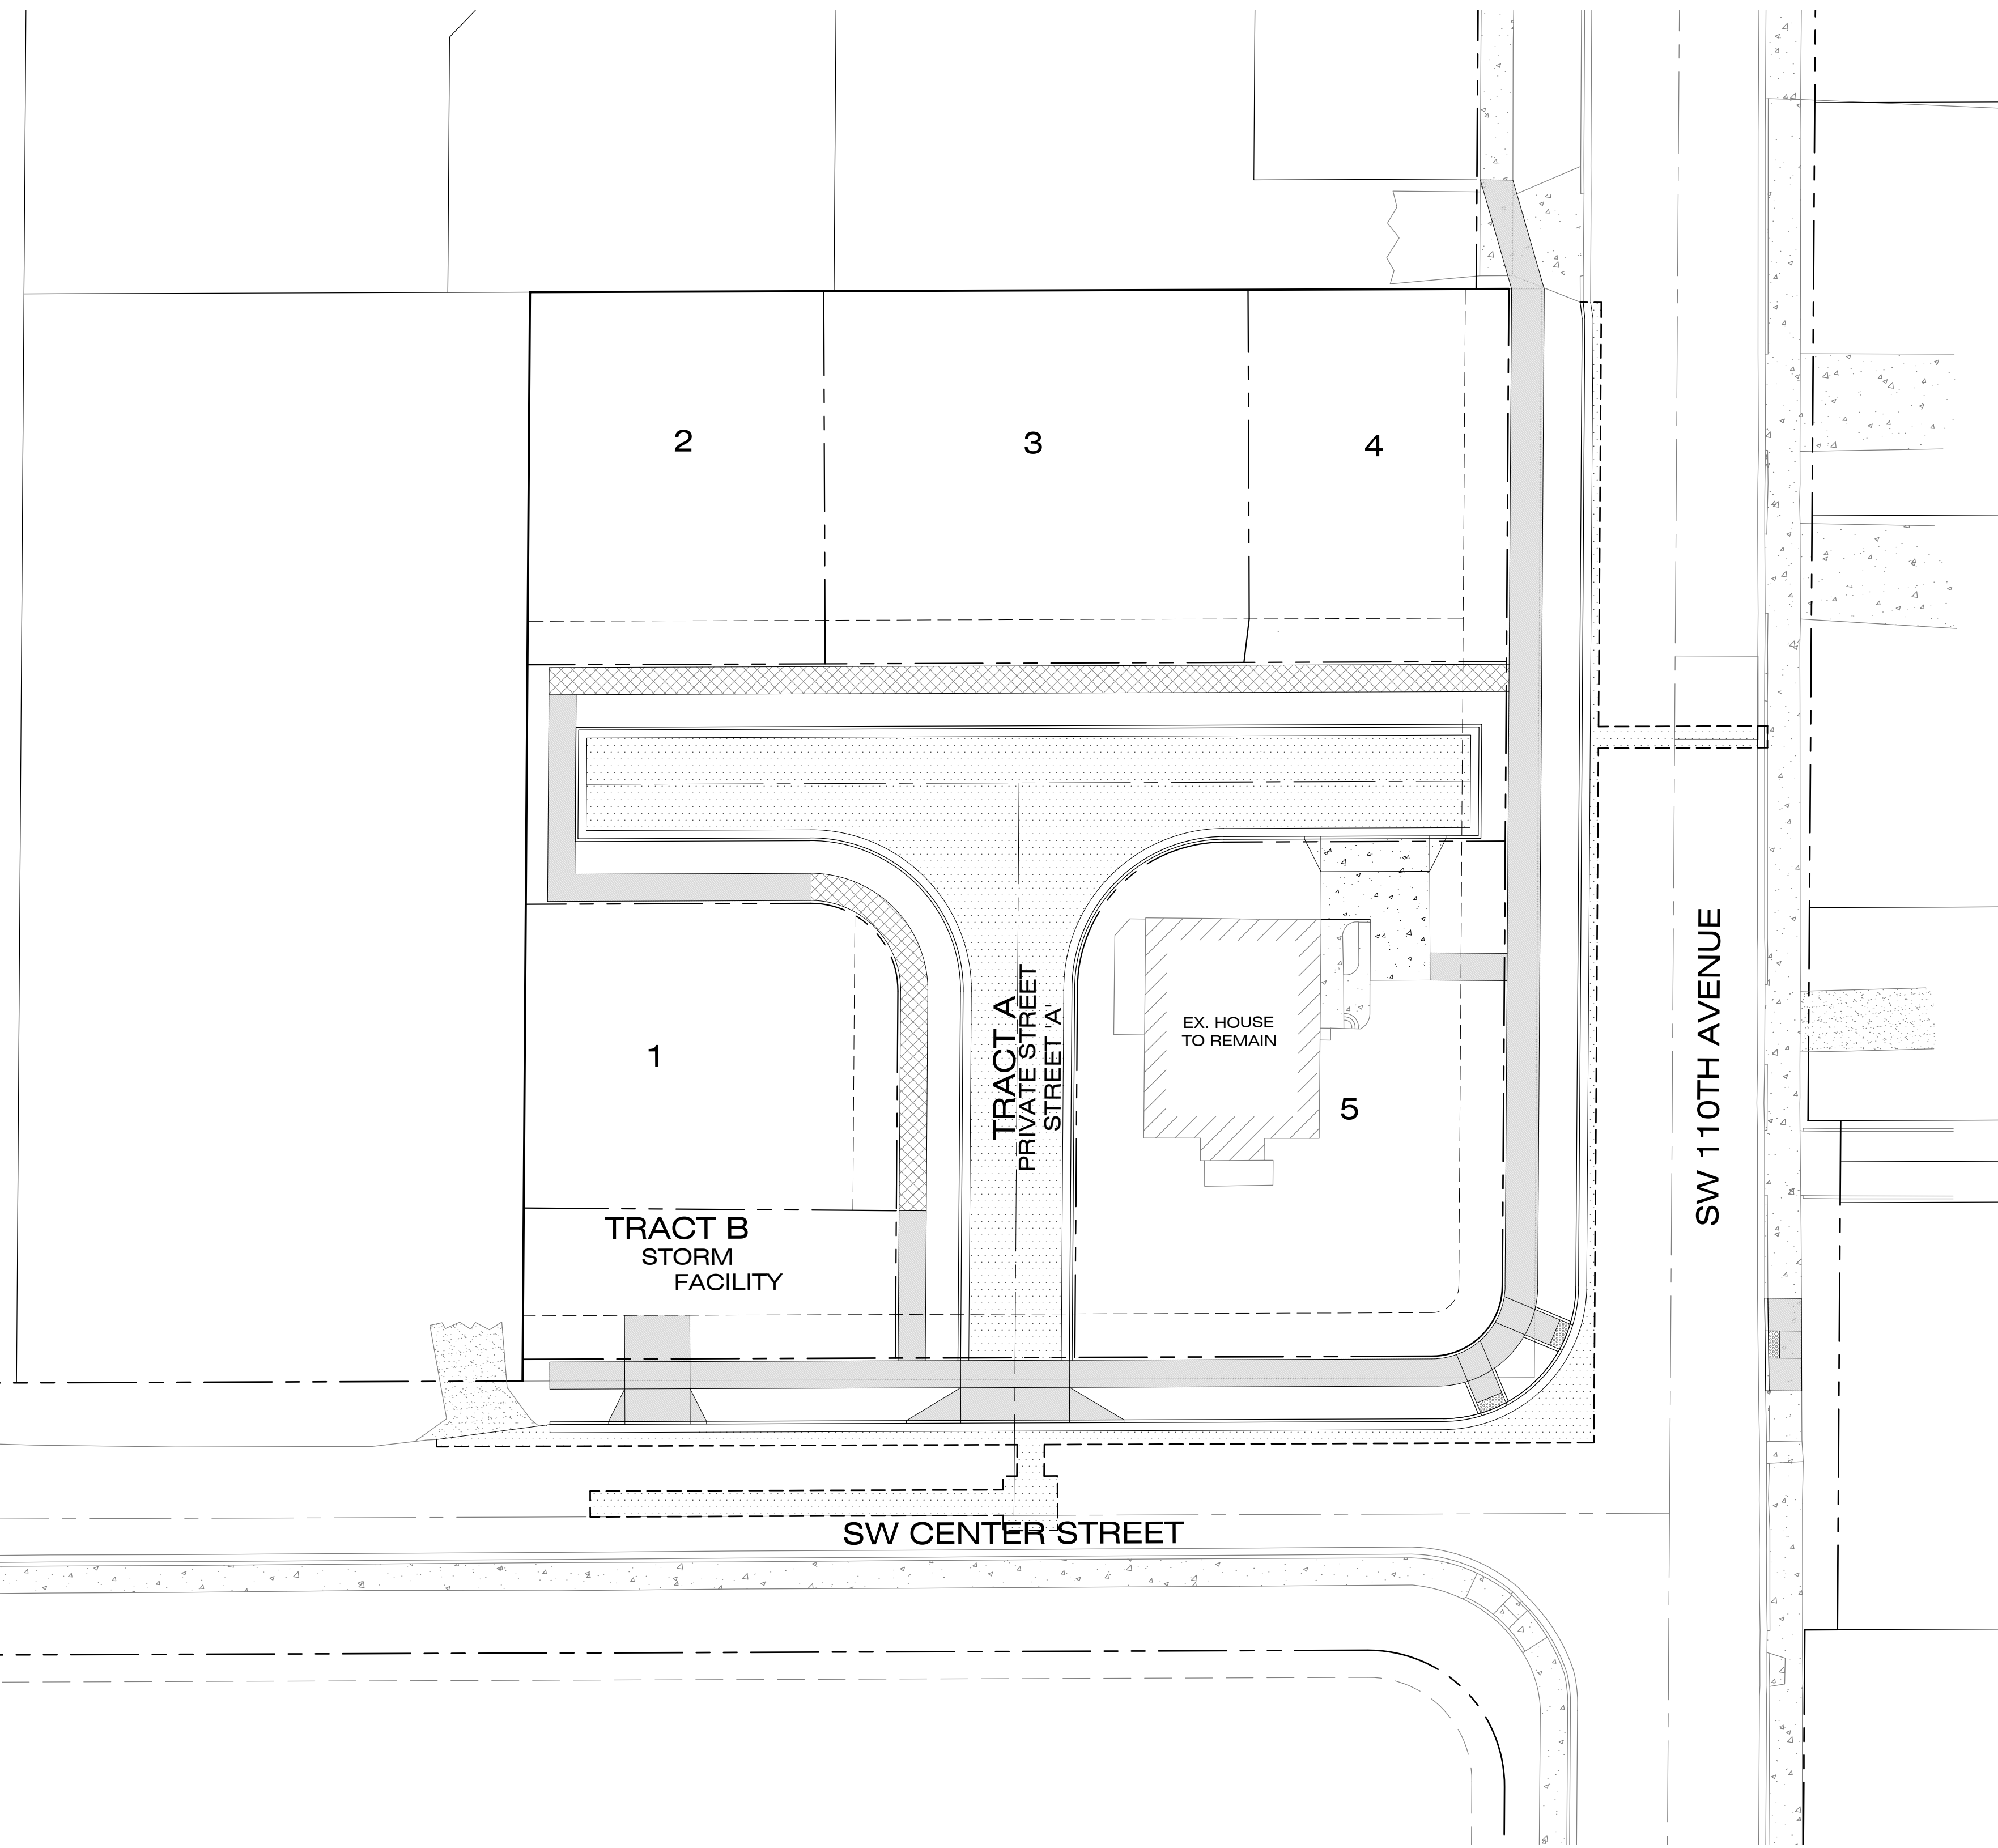 2
3
4
1
TRACT A
PRIVATE STREET
STREET 'A'
EX. HOUSE
TO REMAIN
5
SW 110TH AVENUE
TRACT B
STORM
FACILITY
SW CENTER STREET